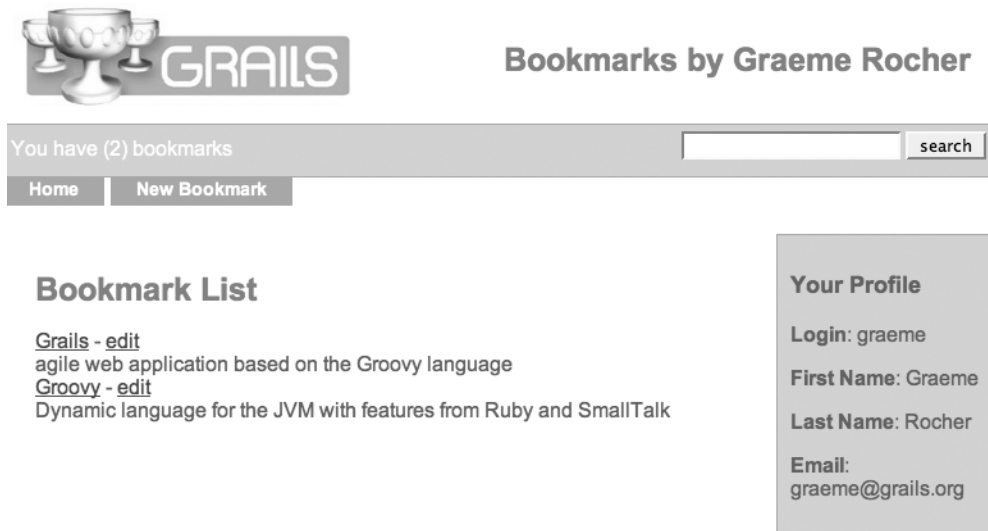 GRAILS
Bookmarks by Graeme Rocher
You have (2) bookmarks
search
Home
New Bookmark
Bookmark List
Grails - edit
agile web application based on the Groovy language
Groovy - edit
Dynamic language for the JVM with features from Ruby and SmallTalk
Your Profile
Login: graeme
First Name: Graeme
Last Name: Rocher
Email:
graeme@grails.org